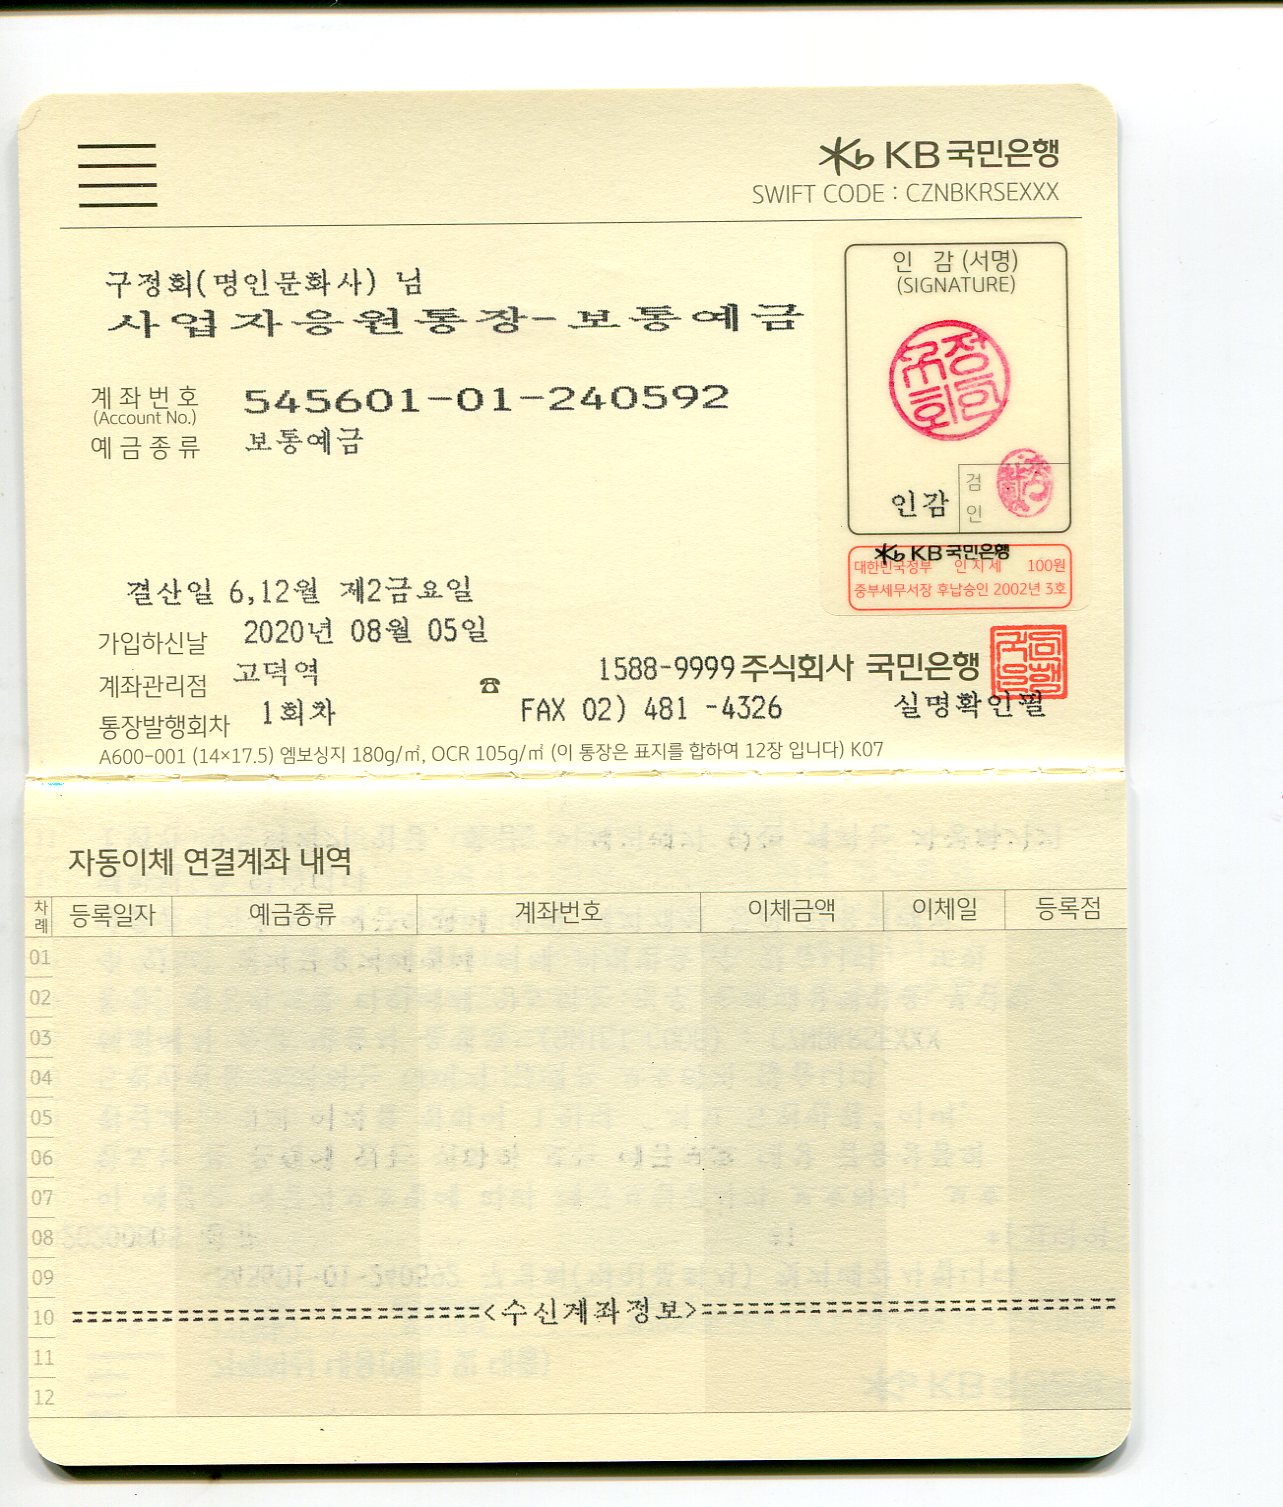 KB국민은행
SWIFT CODE : CZNBKRSEXXX
인 감 (서명)
(SIGNATURE)
구정회(명인문화사) 님
사업자응원통장-보통예금
계좌번호 545601-01-240592
(Account No.)
예금종류 보통예금
인감
검인
KB국민은행
대한민국정부 인지세 100원
중부세무서장 후납승인 2002년 3호
결산일 6,12월 제2금요일
가입하신날 2020년 08월 05일
계좌관리점 고덕역
☎ 1588-9999 주식회사 국민은행
통장발행회차 1회차
FAX 02) 481 -4326 실명확인필
A600-001 (14×17.5) 엠보싱지 180g/㎡, OCR 105g/㎡ (이 통장은 표지를 합하여 12장 입니다) K07
자동이체 연결계좌 내역
차례 등록일자 예금종류 계좌번호 이체금액 이체일 등록점
01
02
03
04
05
06
07
08
09
10 ==========================<수신계좌정보>==========================
11
12